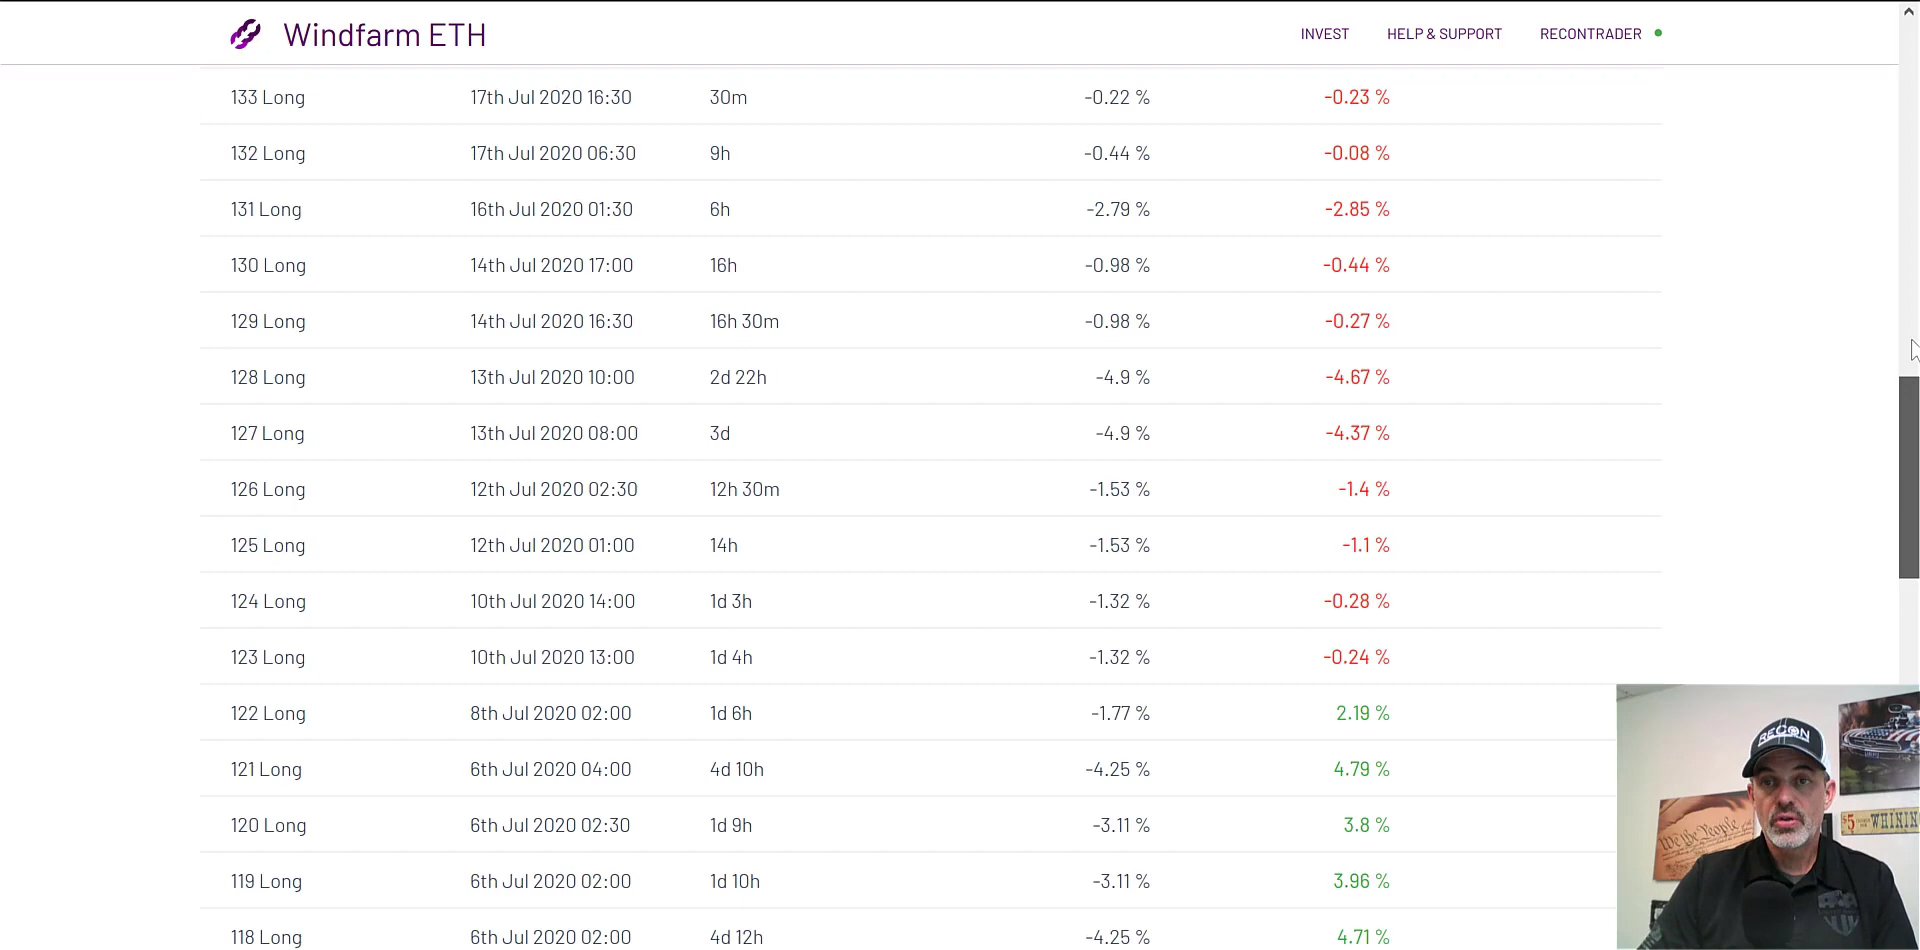 Windfarm ETH INVEST HELP & SUPPORT RECONTRADER
133 Long 17th Jul 2020 16:30 30m -0.22 % -0.23 %
132 Long 17th Jul 2020 06:30 9h -0.44 % -0.08 %
131 Long 16th Jul 2020 01:30 6h -2.79 % -2.85 %
130 Long 14th Jul 2020 17:00 16h -0.98 % -0.44 %
129 Long 14th Jul 2020 16:30 16h 30m -0.98 % -0.27 %
128 Long 13th Jul 2020 10:00 2d 22h -4.9 % -4.67 %
127 Long 13th Jul 2020 08:00 3d -4.9 % -4.37 %
126 Long 12th Jul 2020 02:30 12h 30m -1.53 % -1.4 %
125 Long 12th Jul 2020 01:00 14h -1.53 % -1.1 %
124 Long 10th Jul 2020 14:00 1d 3h -1.32 % -0.28 %
123 Long 10th Jul 2020 13:00 1d 4h -1.32 % -0.24 %
122 Long 8th Jul 2020 02:00 1d 6h -1.77 % 2.19 %
121 Long 6th Jul 2020 04:00 4d 10h -4.25 % 4.79 %
120 Long 6th Jul 2020 02:30 1d 9h -3.11 % 3.8 %
119 Long 6th Jul 2020 02:00 1d 10h -3.11 % 3.96 %
118 Long 6th Jul 2020 02:00 4d 12h -4.25 % 4.71 %
RECON
We the People
$5 WHININ